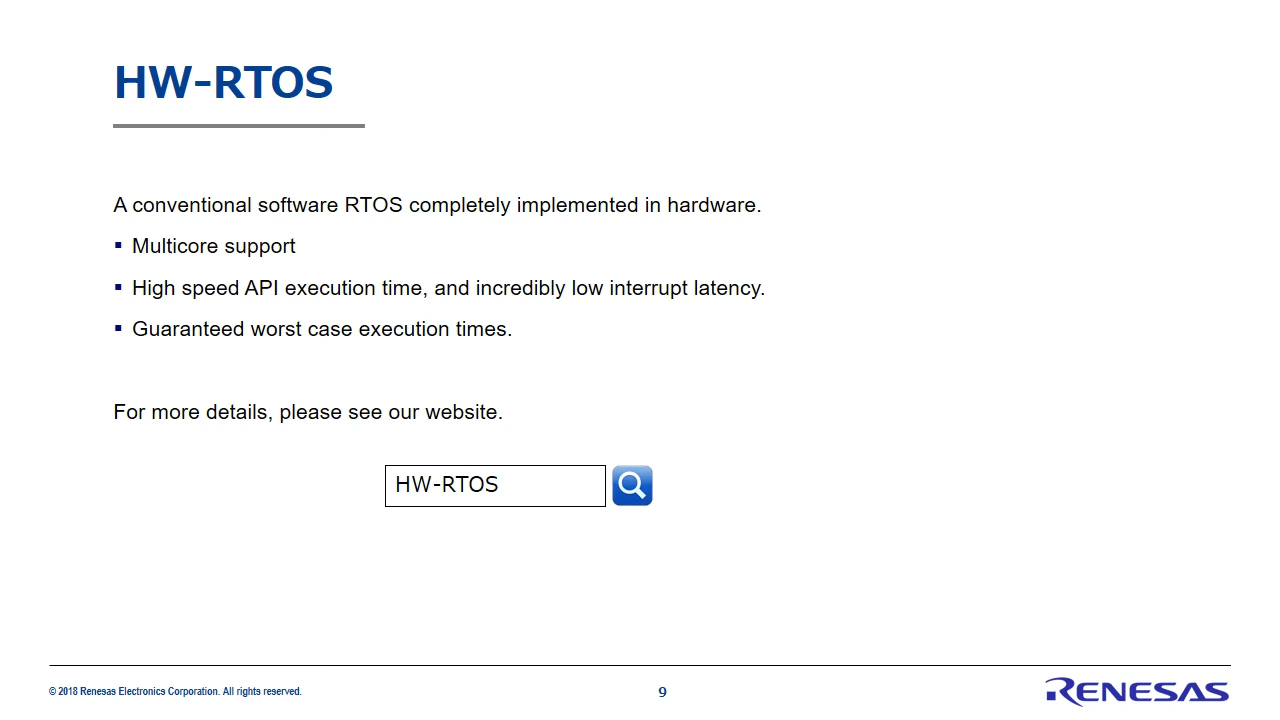 HW-RTOS
A conventional software RTOS completely implemented in hardware.
▪ Multicore support
▪ High speed API execution time, and incredibly low interrupt latency.
▪ Guaranteed worst case execution times.
For more details, please see our website.
HW-RTOS
© 2018 Renesas Electronics Corporation. All rights reserved.
9
RENESAS